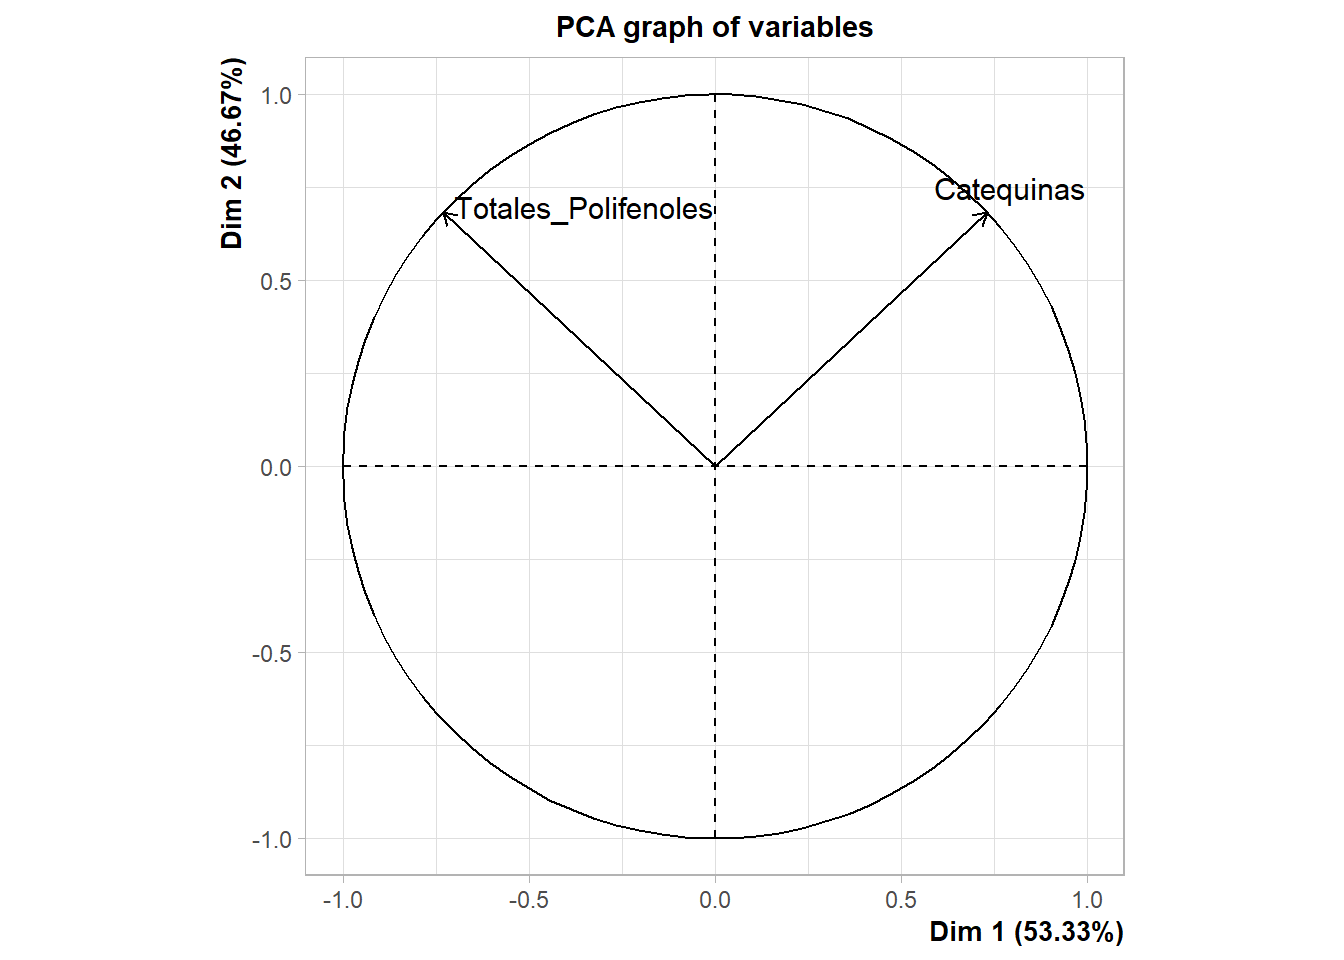 PCA graph of variables
Dim 2 (46.67%)
1.0
0.5
0.0
-0.5
-1.0
Catequinas
Totales_Polifenoles
-1.0
-0.5
0.0
0.5
1.0
Dim 1 (53.33%)